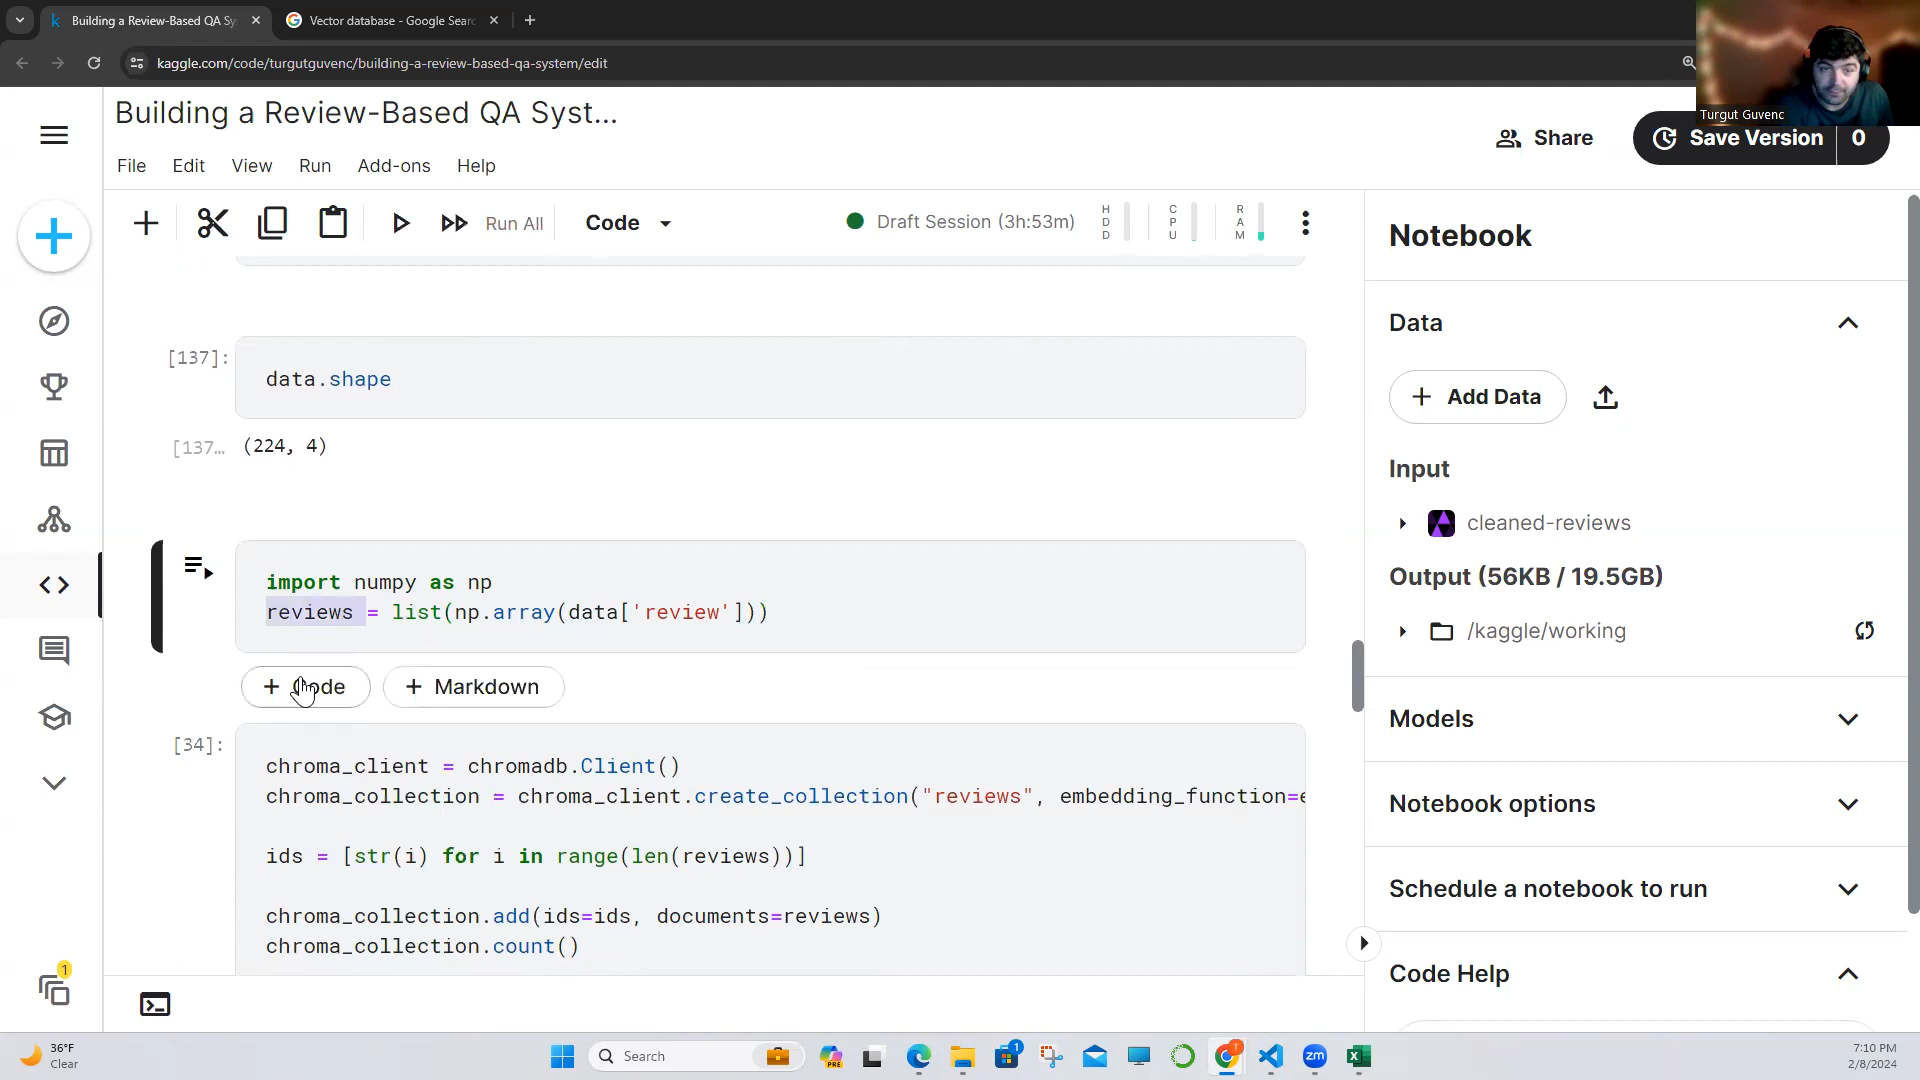 Building a Review-Based QA Sy
Vector database - Google Searc
kaggle.com/code/turgutguvenc/building-a-review-based-qa-system/edit
Turgut Guvenc
Building a Review-Based QA Syst...
Share
Save Version
0
File Edit View Run Add-ons Help
Run All
Code
Draft Session (3h:53m)
HDD
CPU
RAM
Notebook
Data
+ Add Data
Input
cleaned-reviews
Output (56KB / 19.5GB)
/kaggle/working
Models
Notebook options
Schedule a notebook to run
Code Help
[137]:
data.shape
[137... (224, 4)
import numpy as np
reviews = list(np.array(data['review']))
+ Code
+ Markdown
[34]:
chroma_client = chromadb.Client()
chroma_collection = chroma_client.create_collection("reviews", embedding_function=e
ids = [str(i) for i in range(len(reviews))]
chroma_collection.add(ids=ids, documents=reviews)
chroma_collection.count()
1
36°F
Clear
Search
PRE
1
T
zm
7:10 PM
2/8/2024